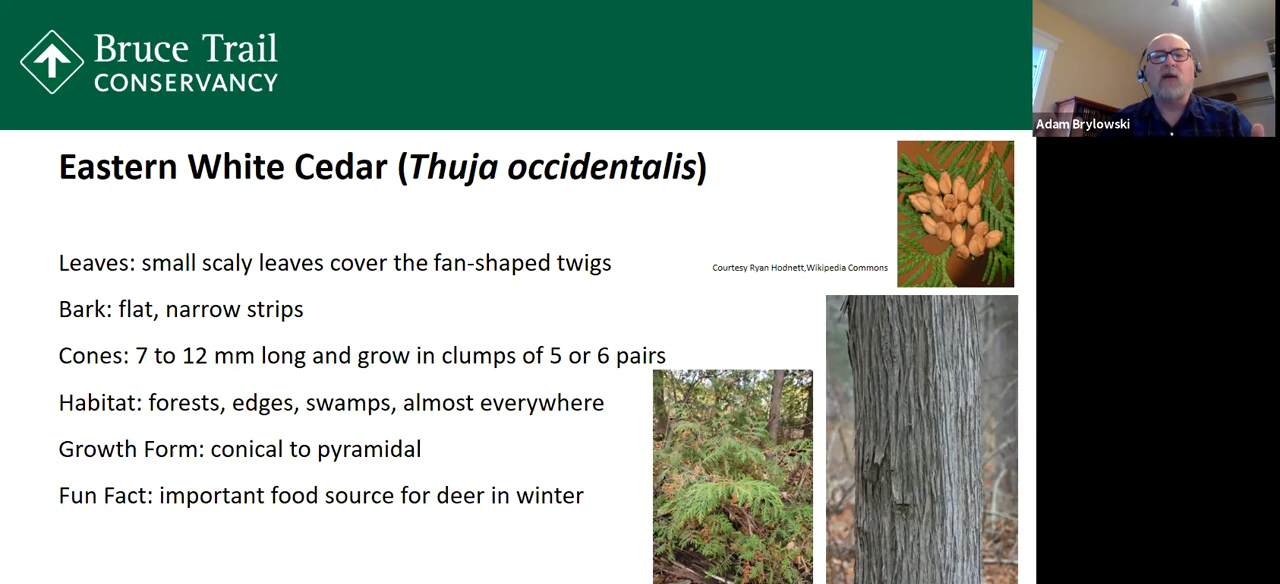 Bruce Trail
CONSERVANCY
Adam Brylowski
Eastern White Cedar (Thuja occidentalis)
Leaves: small scaly leaves cover the fan-shaped twigs
Courtesy Ryan Hodnett,Wikipedia Commons
Bark: flat, narrow strips
Cones: 7 to 12 mm long and grow in clumps of 5 or 6 pairs
Habitat: forests, edges, swamps, almost everywhere
Growth Form: conical to pyramidal
Fun Fact: important food source for deer in winter